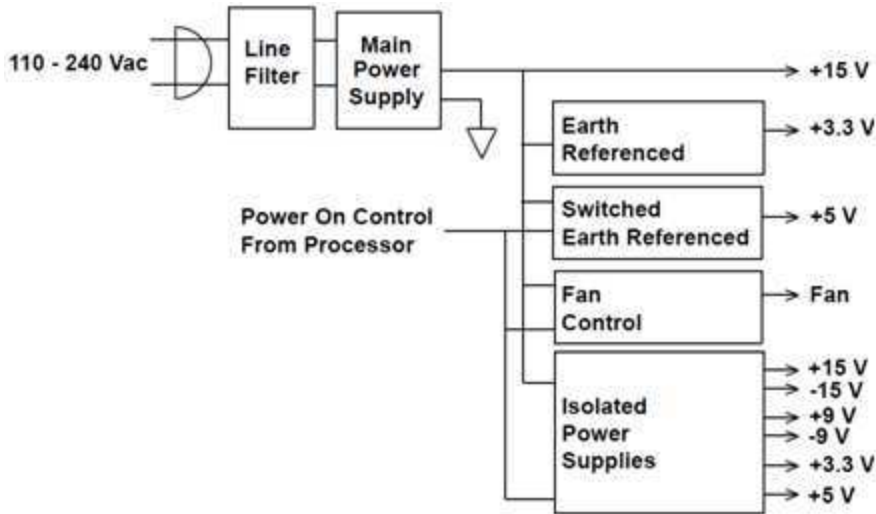 110 - 240 Vac
Line
Filter
Main
Power
Supply
+15 V
Earth
Referenced
+3.3 V
Power On Control
From Processor
Switched
Earth Referenced
+5 V
Fan
Control
Fan
Isolated
Power
Supplies
+15 V
-15 V
+9 V
-9 V
+3.3 V
+5 V